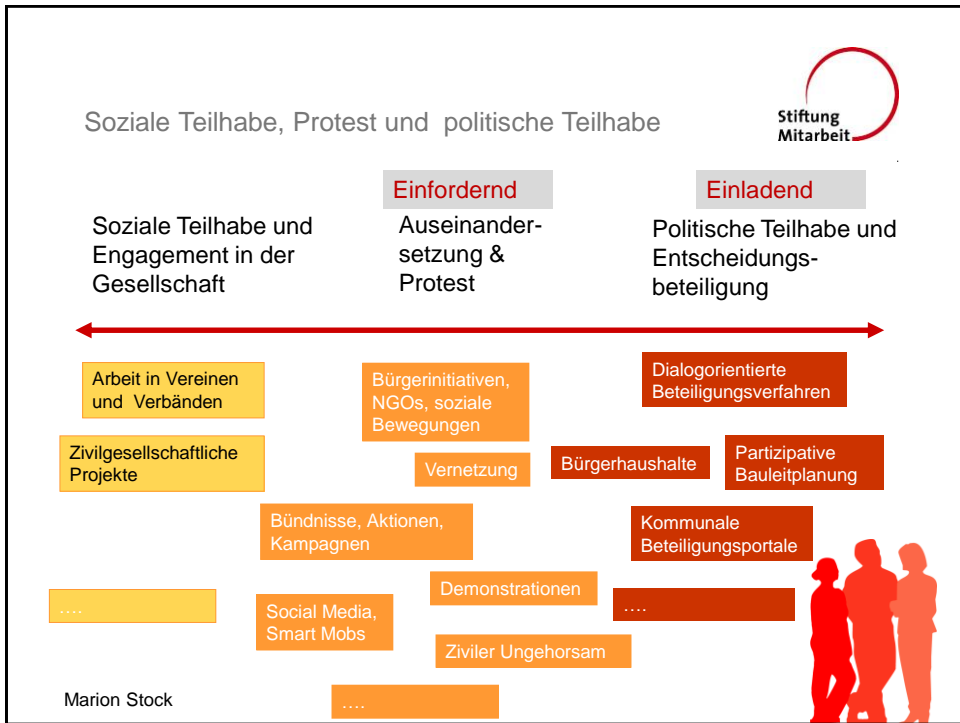 Stiftung
Mitarbeit
Soziale Teilhabe, Protest und politische Teilhabe
Einfordernd
Einladend
Soziale Teilhabe und
Engagement in der
Gesellschaft
Auseinander-
setzung &
Protest
Politische Teilhabe und
Entscheidungs-
beteiligung
Arbeit in Vereinen
und Verbänden
Zivilgesellschaftliche
Projekte
....
Bürgerinitiativen,
NGOs, soziale
Bewegungen
Vernetzung
Bündnisse, Aktionen,
Kampagnen
Demonstrationen
Social Media,
Smart Mobs
Ziviler Ungehorsam
....
Dialogorientierte
Beteiligungsverfahren
Bürgerhaushalte
Partizipative
Bauleitplanung
Kommunale
Beteiligungsportale
....
Marion Stock